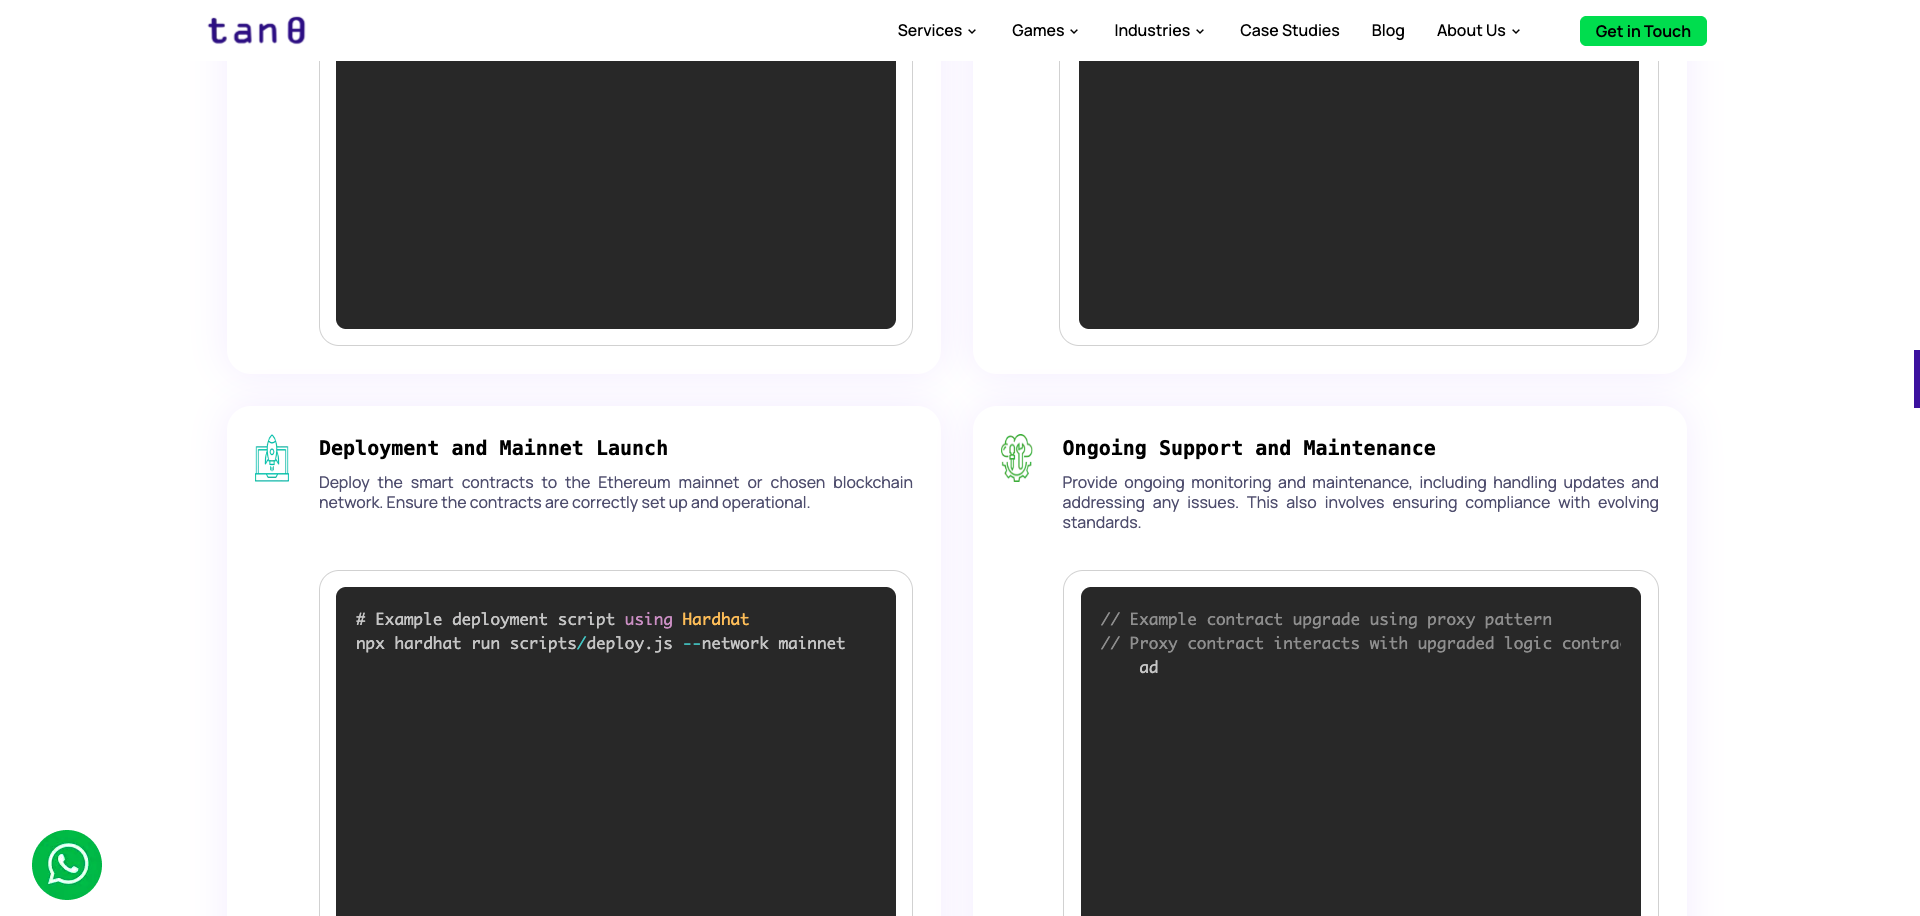 tan θ
Services
Games
Industries
Case Studies
Blog
About Us
Get in Touch
Deployment and Mainnet Launch
Deploy the smart contracts to the Ethereum mainnet or chosen blockchain
network. Ensure the contracts are correctly set up and operational.
# Example deployment script using Hardhat
npx hardhat run scripts/deploy.js --network mainnet
Ongoing Support and Maintenance
Provide ongoing monitoring and maintenance, including handling updates and
addressing any issues. This also involves ensuring compliance with evolving
standards.
// Example contract upgrade using proxy pattern
// Proxy contract interacts with upgraded logic contra
ad